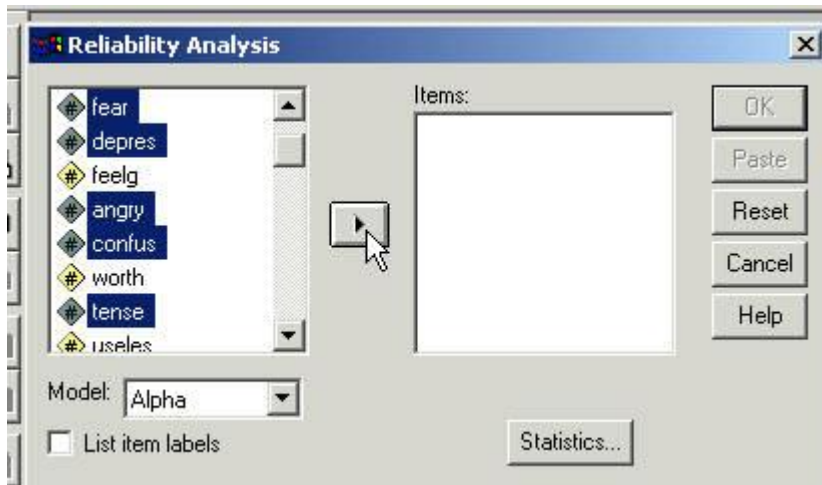 Reliability Analysis
# fear
# depres
# feelg
# angry
# confus
# worth
# tense
# useles
Items:
OK
Paste
Reset
Cancel
Help
Model: Alpha
List item labels
Statistics...